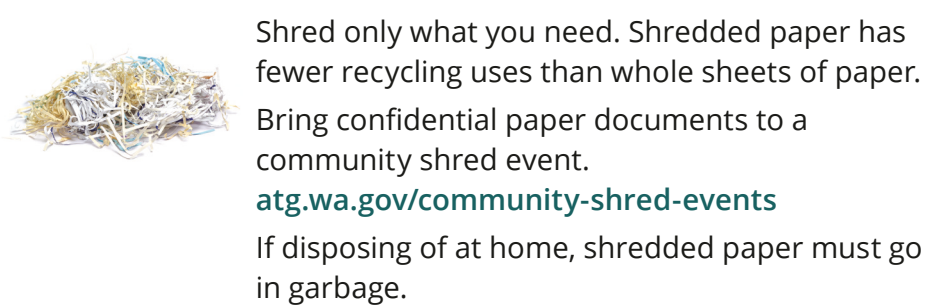 Shred only what you need. Shredded paper has
fewer recycling uses than whole sheets of paper.
Bring confidential paper documents to a
community shred event.
atg.wa.gov/community-shred-events
If disposing of at home, shredded paper must go
in garbage.